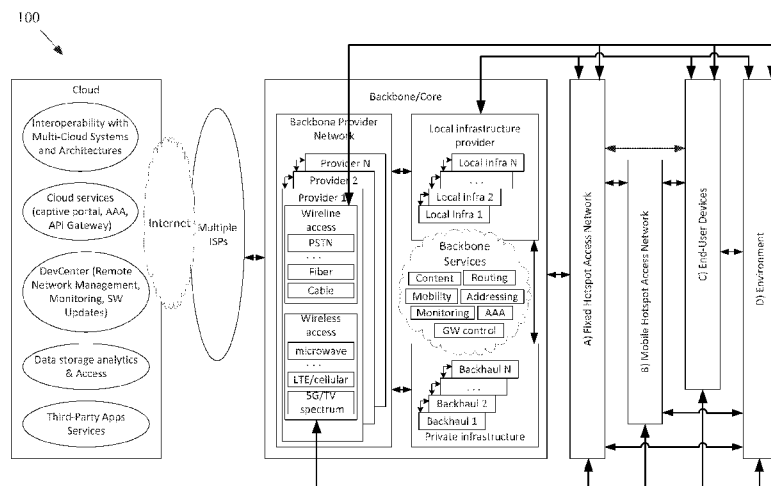 100
Cloud
Interoperability with
Multi-Cloud Systems
and Architectures
Cloud services
(captive portal, AAA,
API Gateway)
DevCenter (Remote
Network Management,
Monitoring, SW
Updates)
Data storage analytics
& Access
Third-Party Apps
Services
Internet
Multiple
ISPs
Backbone/Core
Backbone Provider
Network
Provider N
Provider 2
Provider 1
Wireline
access
PSTN
...
Fiber
Cable
Wireless
access
microwave
...
LTE/cellular
5G/TV
spectrum
Local infrastructure
provider
Local infra N
...
Local infra 2
Local Infra 1
Backbone
Services
Content
Routing
Mobility
Addressing
Monitoring
AAA
GW control
Backhaul N
...
Backhaul 2
Backhaul 1
Private infrastructure
A) Fixed Hotspot Access Network
B) Mobile Hotspot Access Network
C) End-User Devices
D) Environment